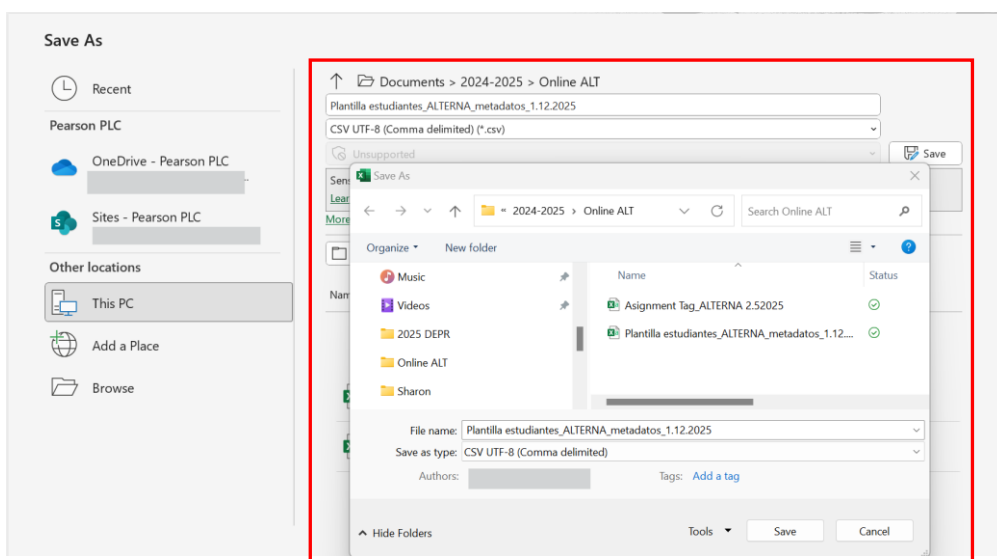 Save As
Recent
Pearson PLC
OneDrive - Pearson PLC
Sites - Pearson PLC
Other locations
This PC
Add a Place
Browse
Documents > 2024-2025 > Online ALT
Plantilla estudiantes_ALTERNA_metadatos_1.12.2025
CSV UTF-8 (Comma delimited) (*.csv)
Unsupported
Save
Save As
« 2024-2025 › Online ALT
Search Online ALT
Organize
New folder
Music
Videos
2025 DEPR
Online ALT
Sharon
Name
Status
Asignment Tag_ALTERNA 2.52025
Plantilla estudiantes_ALTERNA_metadatos_1.12....
File name: Plantilla estudiantes_ALTERNA_metadatos_1.12.2025
Save as type: CSV UTF-8 (Comma delimited)
Authors:
Tags: Add a tag
Hide Folders
Tools
Save
Cancel